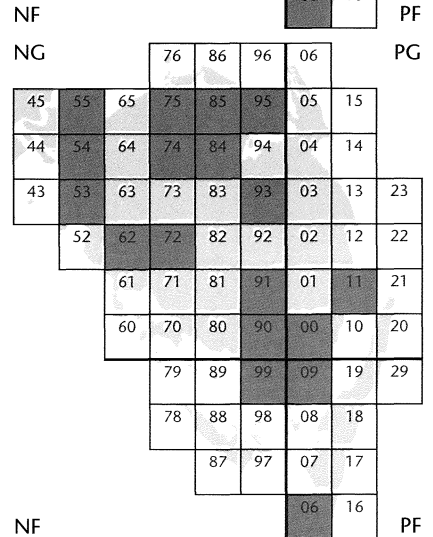 NF PF
NG 76 86 96 06 PG
45 55 65 75 85 95 05 15
44 54 64 74 84 94 04 14
43 53 63 73 83 93 03 13 23
52 62 72 82 92 02 12 22
61 71 81 91 01 11 21
60 70 80 90 00 10 20
79 89 99 09 19 29
78 88 98 08 18
87 97 07 17
06 16
NF PF